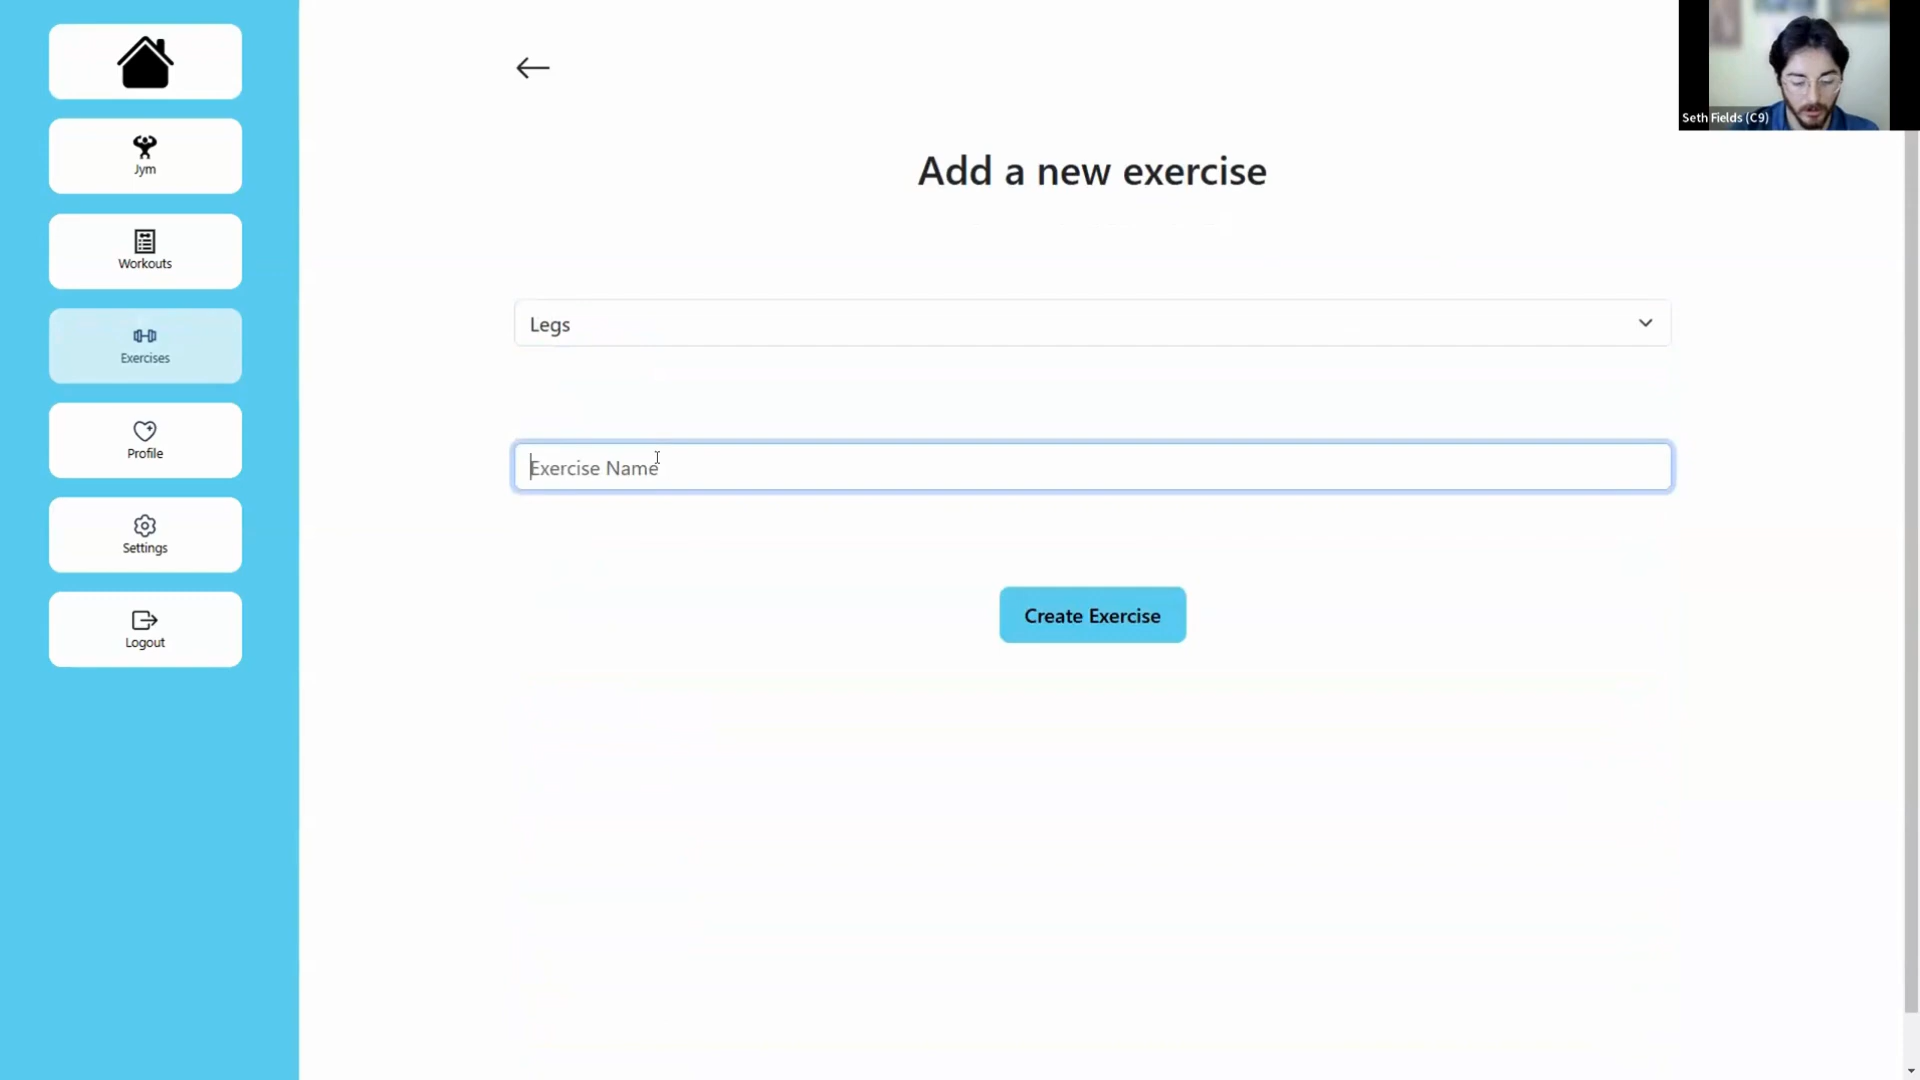 Seth Fields (C9)
Jym
Workouts
Exercises
Profile
Settings
Logout
Add a new exercise
Legs
Exercise Name
Create Exercise